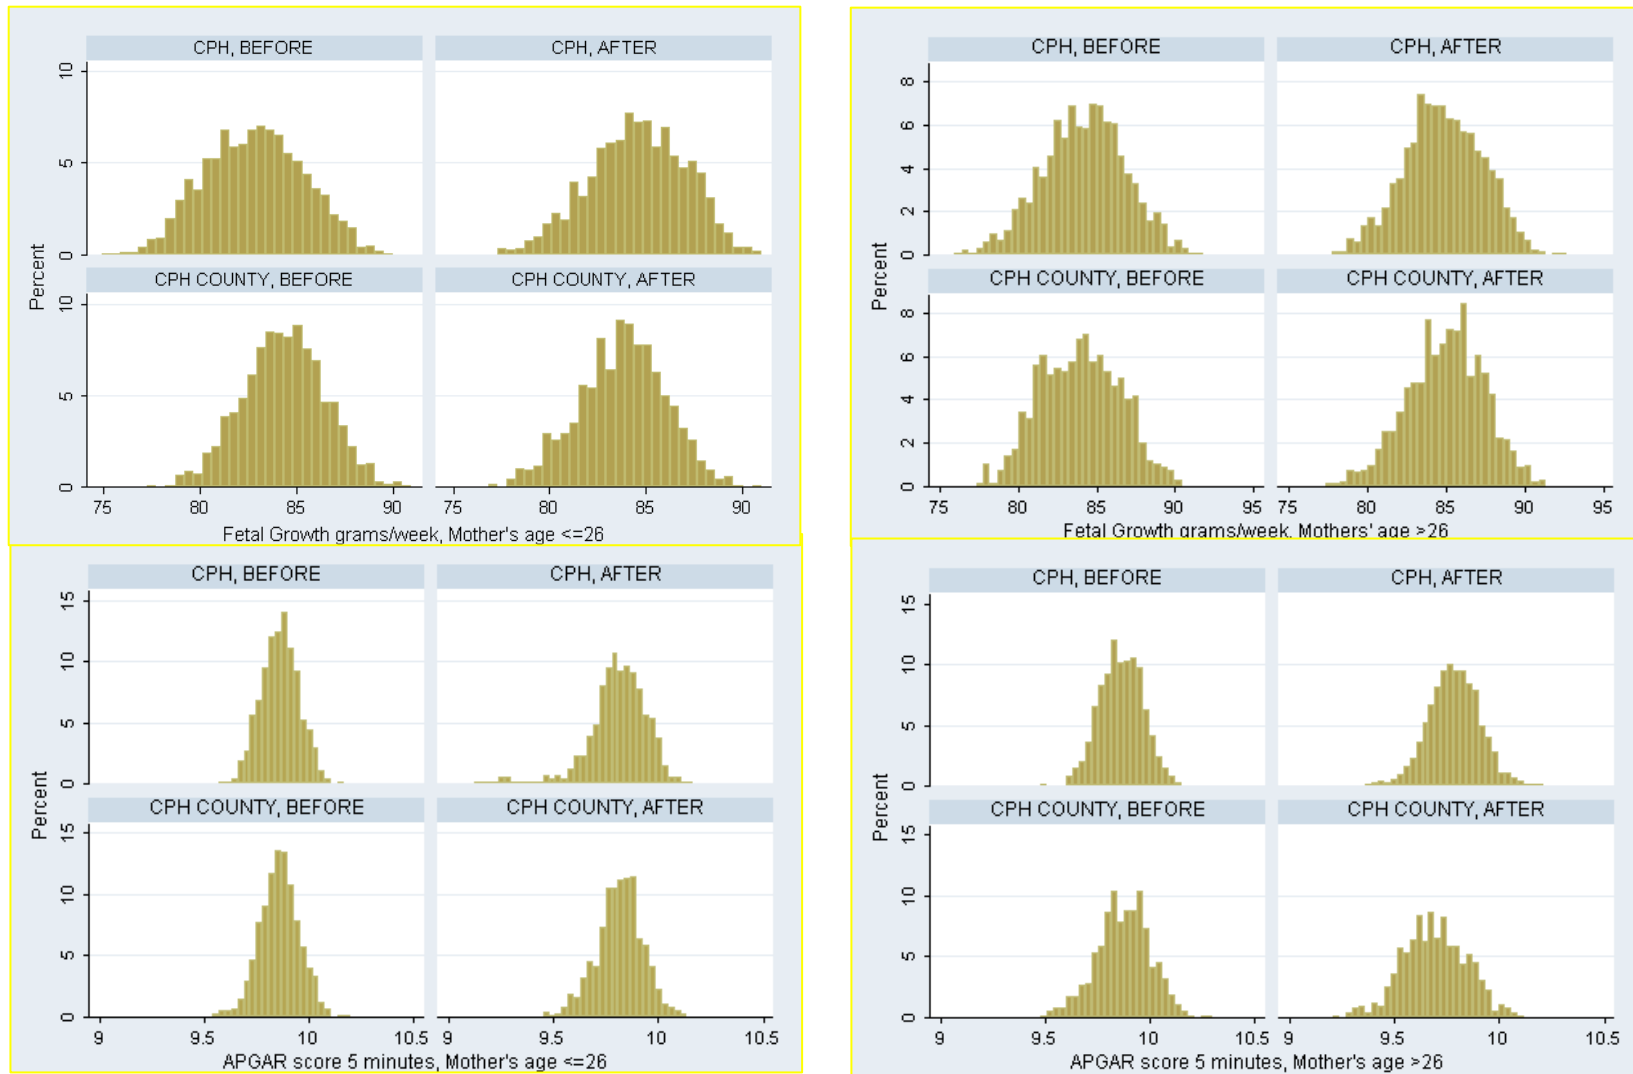 CPH, BEFORE
CPH, AFTER
10
5
0
CPH COUNTY, BEFORE
CPH COUNTY, AFTER
10
5
0
Percent
75
80
85
90
75
80
85
90
Fetal Growth grams/week, Mother's age <=26
CPH, BEFORE
CPH, AFTER
8
6
4
2
0
CPH COUNTY, BEFORE
CPH COUNTY, AFTER
8
6
4
2
0
Percent
75
80
85
90
95
75
80
85
90
95
Fetal Growth grams/week, Mothers' age >26
CPH, BEFORE
CPH, AFTER
15
10
5
0
CPH COUNTY, BEFORE
CPH COUNTY, AFTER
15
10
5
0
Percent
9
9.5
10
10.5
9
9.5
10
10.5
APGAR score 5 minutes, Mother's age <=26
CPH, BEFORE
CPH, AFTER
15
10
5
0
CPH COUNTY, BEFORE
CPH COUNTY, AFTER
15
10
5
0
Percent
9
9.5
10
10.5
9
9.5
10
10.5
APGAR score 5 minutes, Mother's age >26